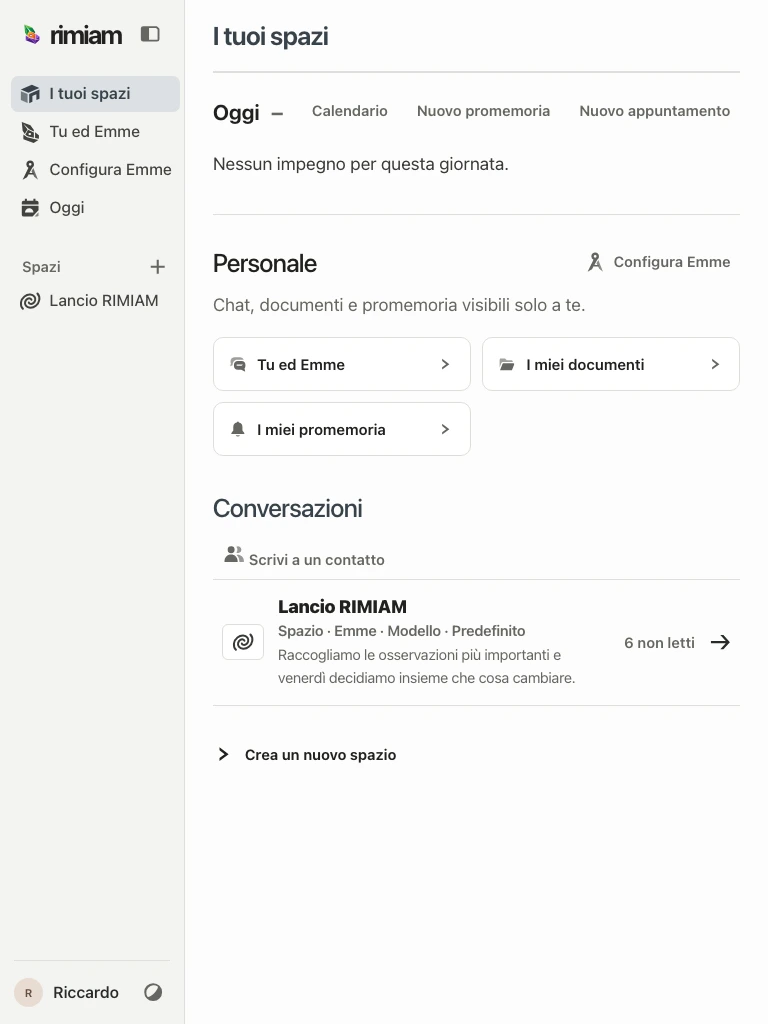 rimiam
I tuoi spazi
Tu ed Emme
Configura Emme
Oggi
Spazi
Lancio RIMIAM
R
Riccardo
I tuoi spazi
Oggi – Calendario Nuovo promemoria Nuovo appuntamento
Nessun impegno per questa giornata.
Personale Configura Emme
Chat, documenti e promemoria visibili solo a te.
Tu ed Emme I miei documenti
I miei promemoria
Conversazioni
Scrivi a un contatto
Lancio RIMIAM
Spazio · Emme · Modello · Predefinito
6 non letti
Raccogliamo le osservazioni più importanti e
venerdì decidiamo insieme che cosa cambiare.
Crea un nuovo spazio